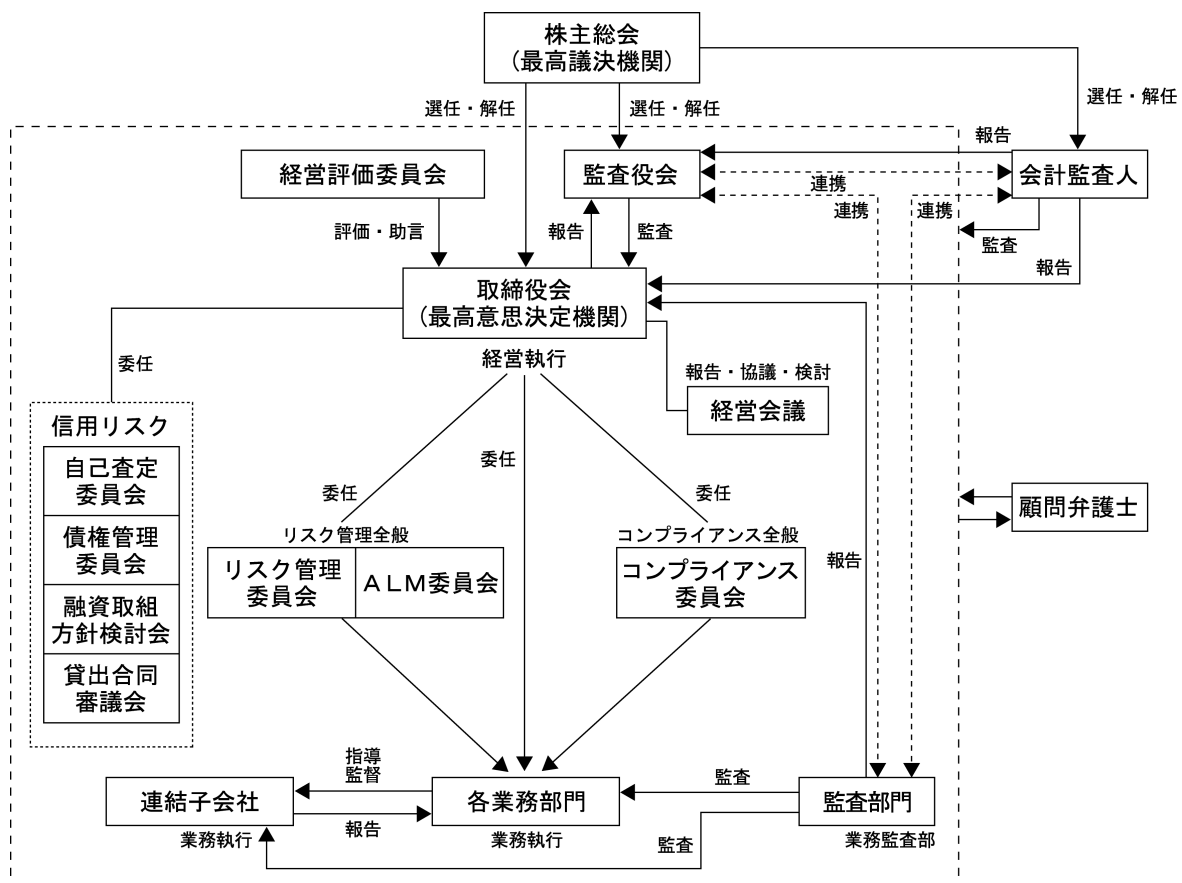 株主総会
(最高議決機関)
選任・解任
選任・解任
選任・解任
報告
経営評価委員会
監査役会
会計監査人
連携
連携
連携
評価・助言
報告
監査
監査
報告
取締役会
(最高意思決定機関)
経営執行
委任
報告・協議・検討
経営会議
信用リスク
自己査定
委員会
債権管理
委員会
融資取組
方針検討会
貸出合同
審議会
委任
委任
委任
リスク管理全般
コンプライアンス全般
リスク管理
委員会
ALM委員会
コンプライアンス
委員会
報告
顧問弁護士
指導
監督
監査
連結子会社
各業務部門
監査部門
報告
業務執行
業務執行
監査
業務監査部